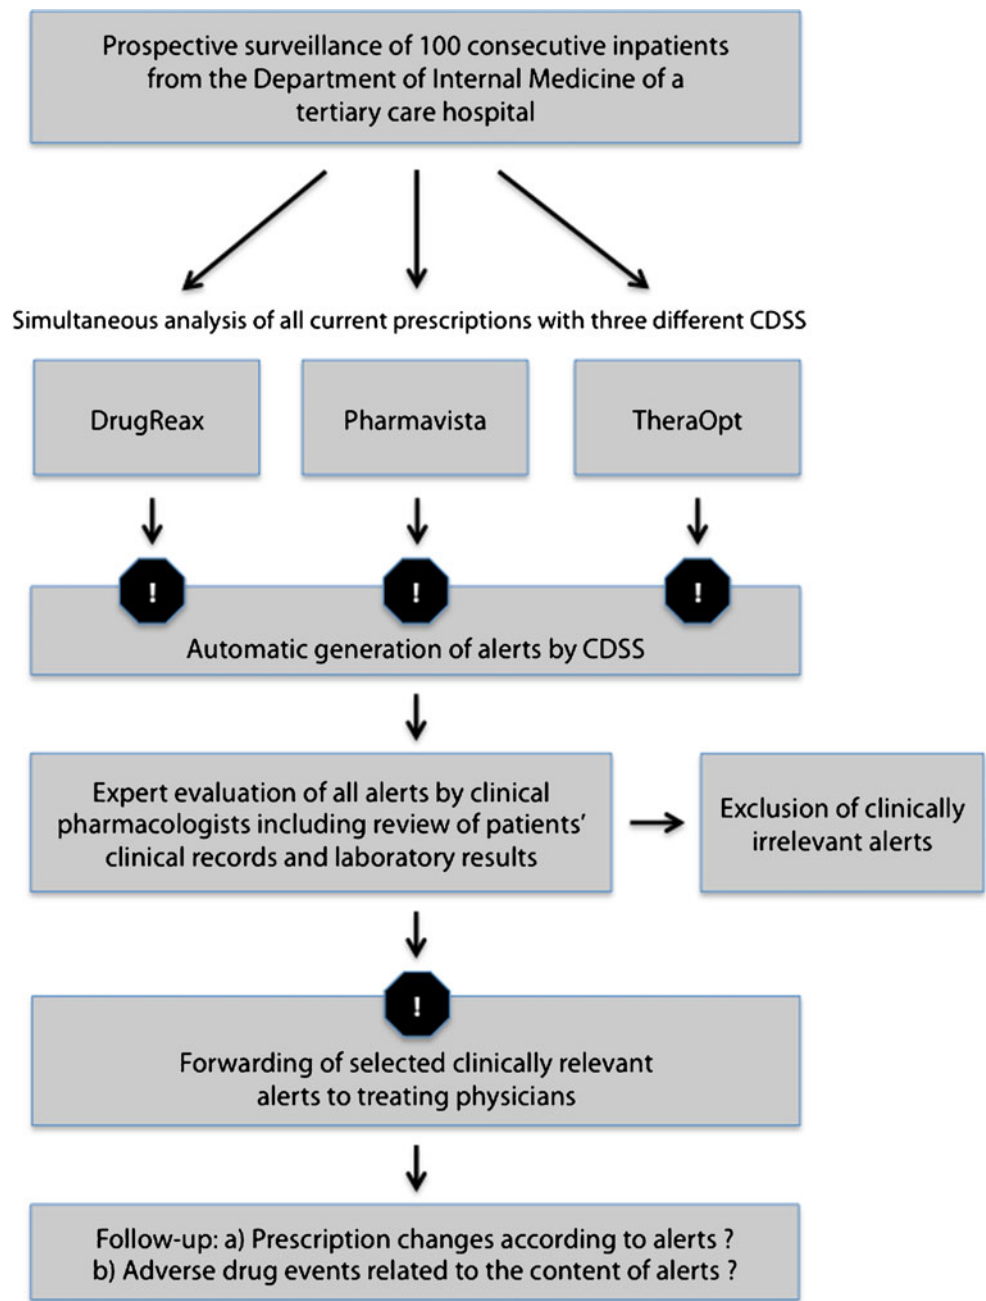 Prospective surveillance of 100 consecutive inpatients
from the Department of Internal Medicine of a
tertiary care hospital
Simultaneous analysis of all current prescriptions with three different CDSS
DrugReax
Pharmavista
TheraOpt
!
!
!
Automatic generation of alerts by CDSS
Expert evaluation of all alerts by clinical
pharmacologists including review of patients’
clinical records and laboratory results
Exclusion of clinically
irrelevant alerts
!
Forwarding of selected clinically relevant
alerts to treating physicians
Follow-up: a) Prescription changes according to alerts ?
b) Adverse drug events related to the content of alerts ?